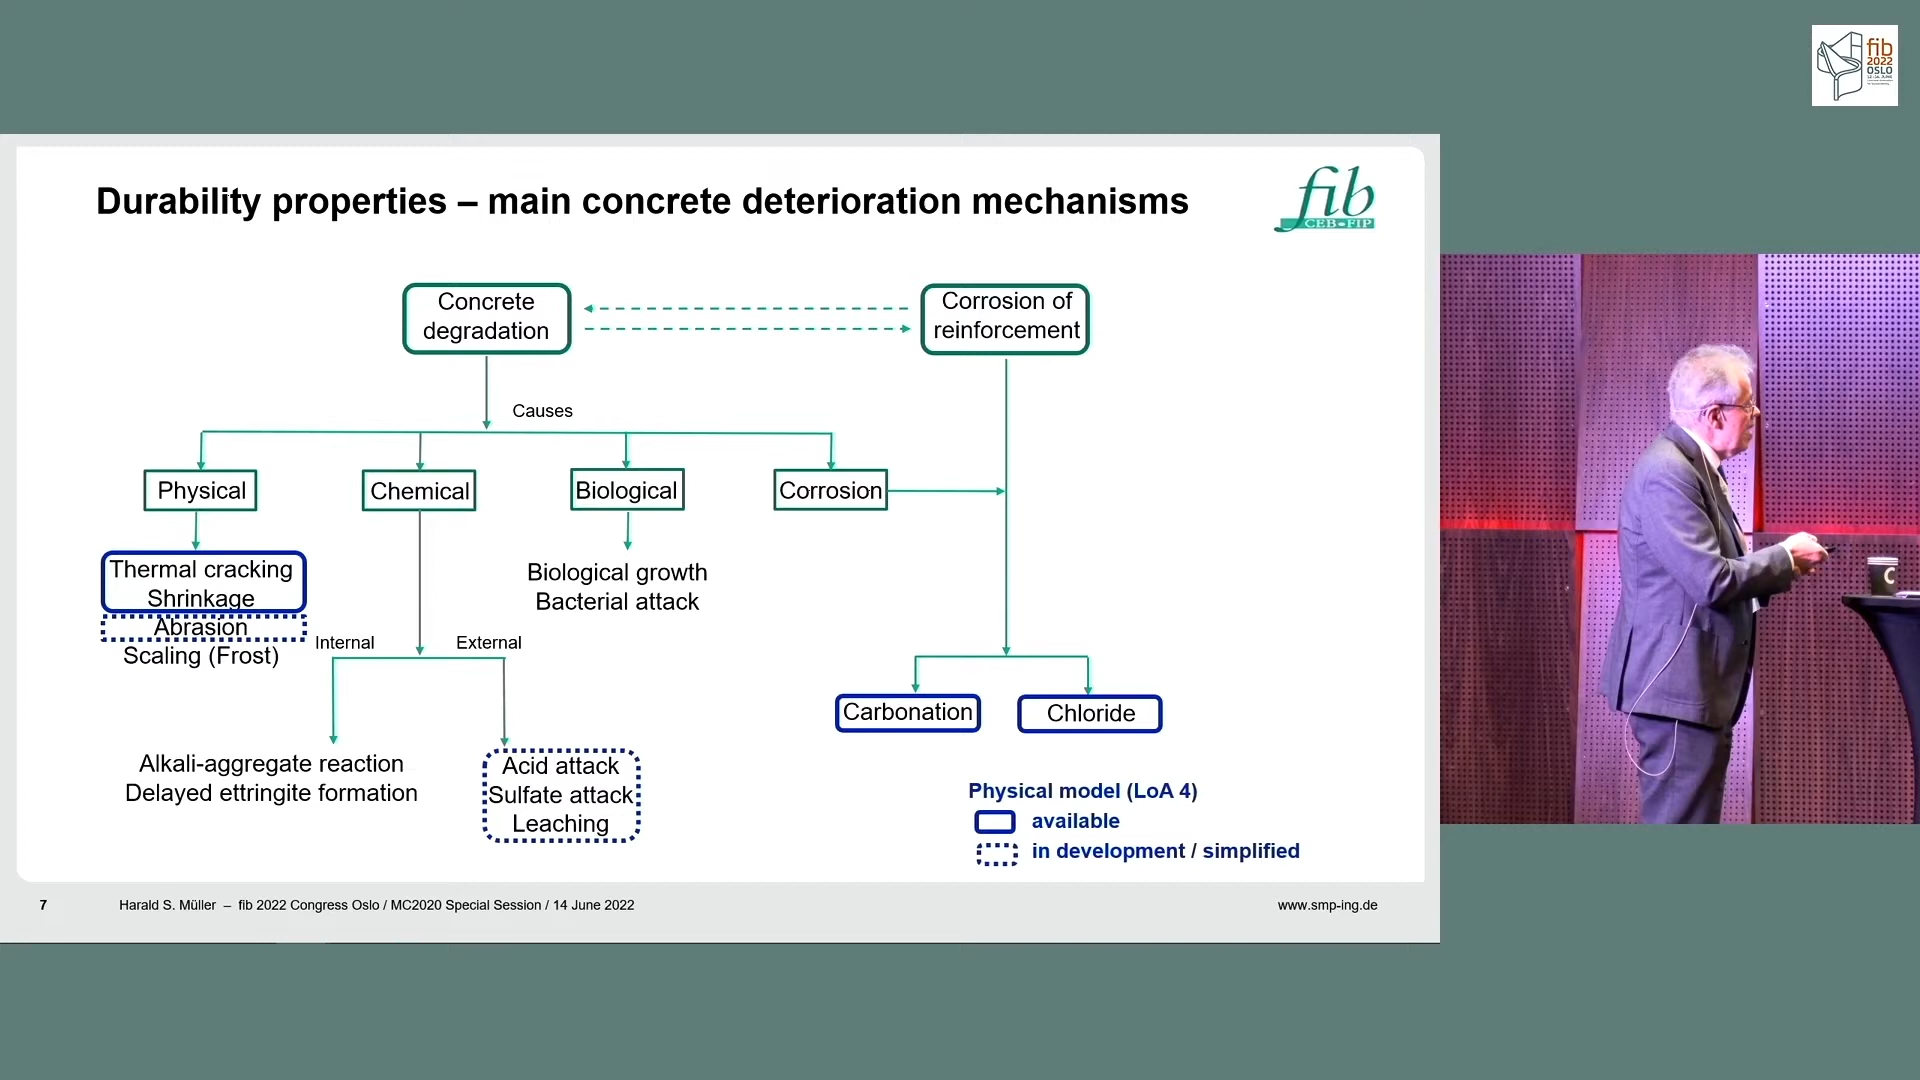 fib
2022
OSLO
Durability properties – main concrete deterioration mechanisms
fib
CEB-FIP
Concrete
degradation
Corrosion of
reinforcement
Causes
Physical
Chemical
Biological
Corrosion
Thermal cracking
Shrinkage
Abrasion
Scaling (Frost)
Biological growth
Bacterial attack
Internal
External
Carbonation
Chloride
Alkali-aggregate reaction
Delayed ettringite formation
Acid attack
Sulfate attack
Leaching
Physical model (LoA 4)
available
in development / simplified
7
Harald S. Müller – fib 2022 Congress Oslo / MC2020 Special Session / 14 June 2022
www.smp-ing.de
C